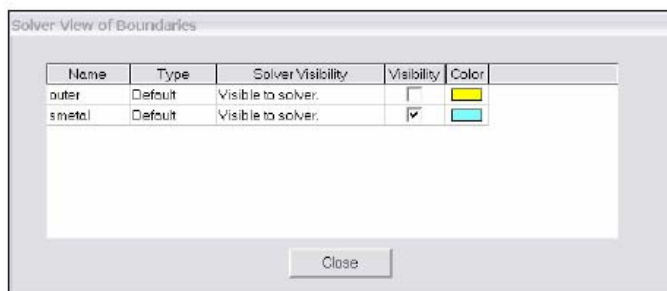 Solver View of Boundaries
Name Type Solver Visibility Visibility Color
outer Default Visible to solver.
smetal Default Visible to solver.
Close